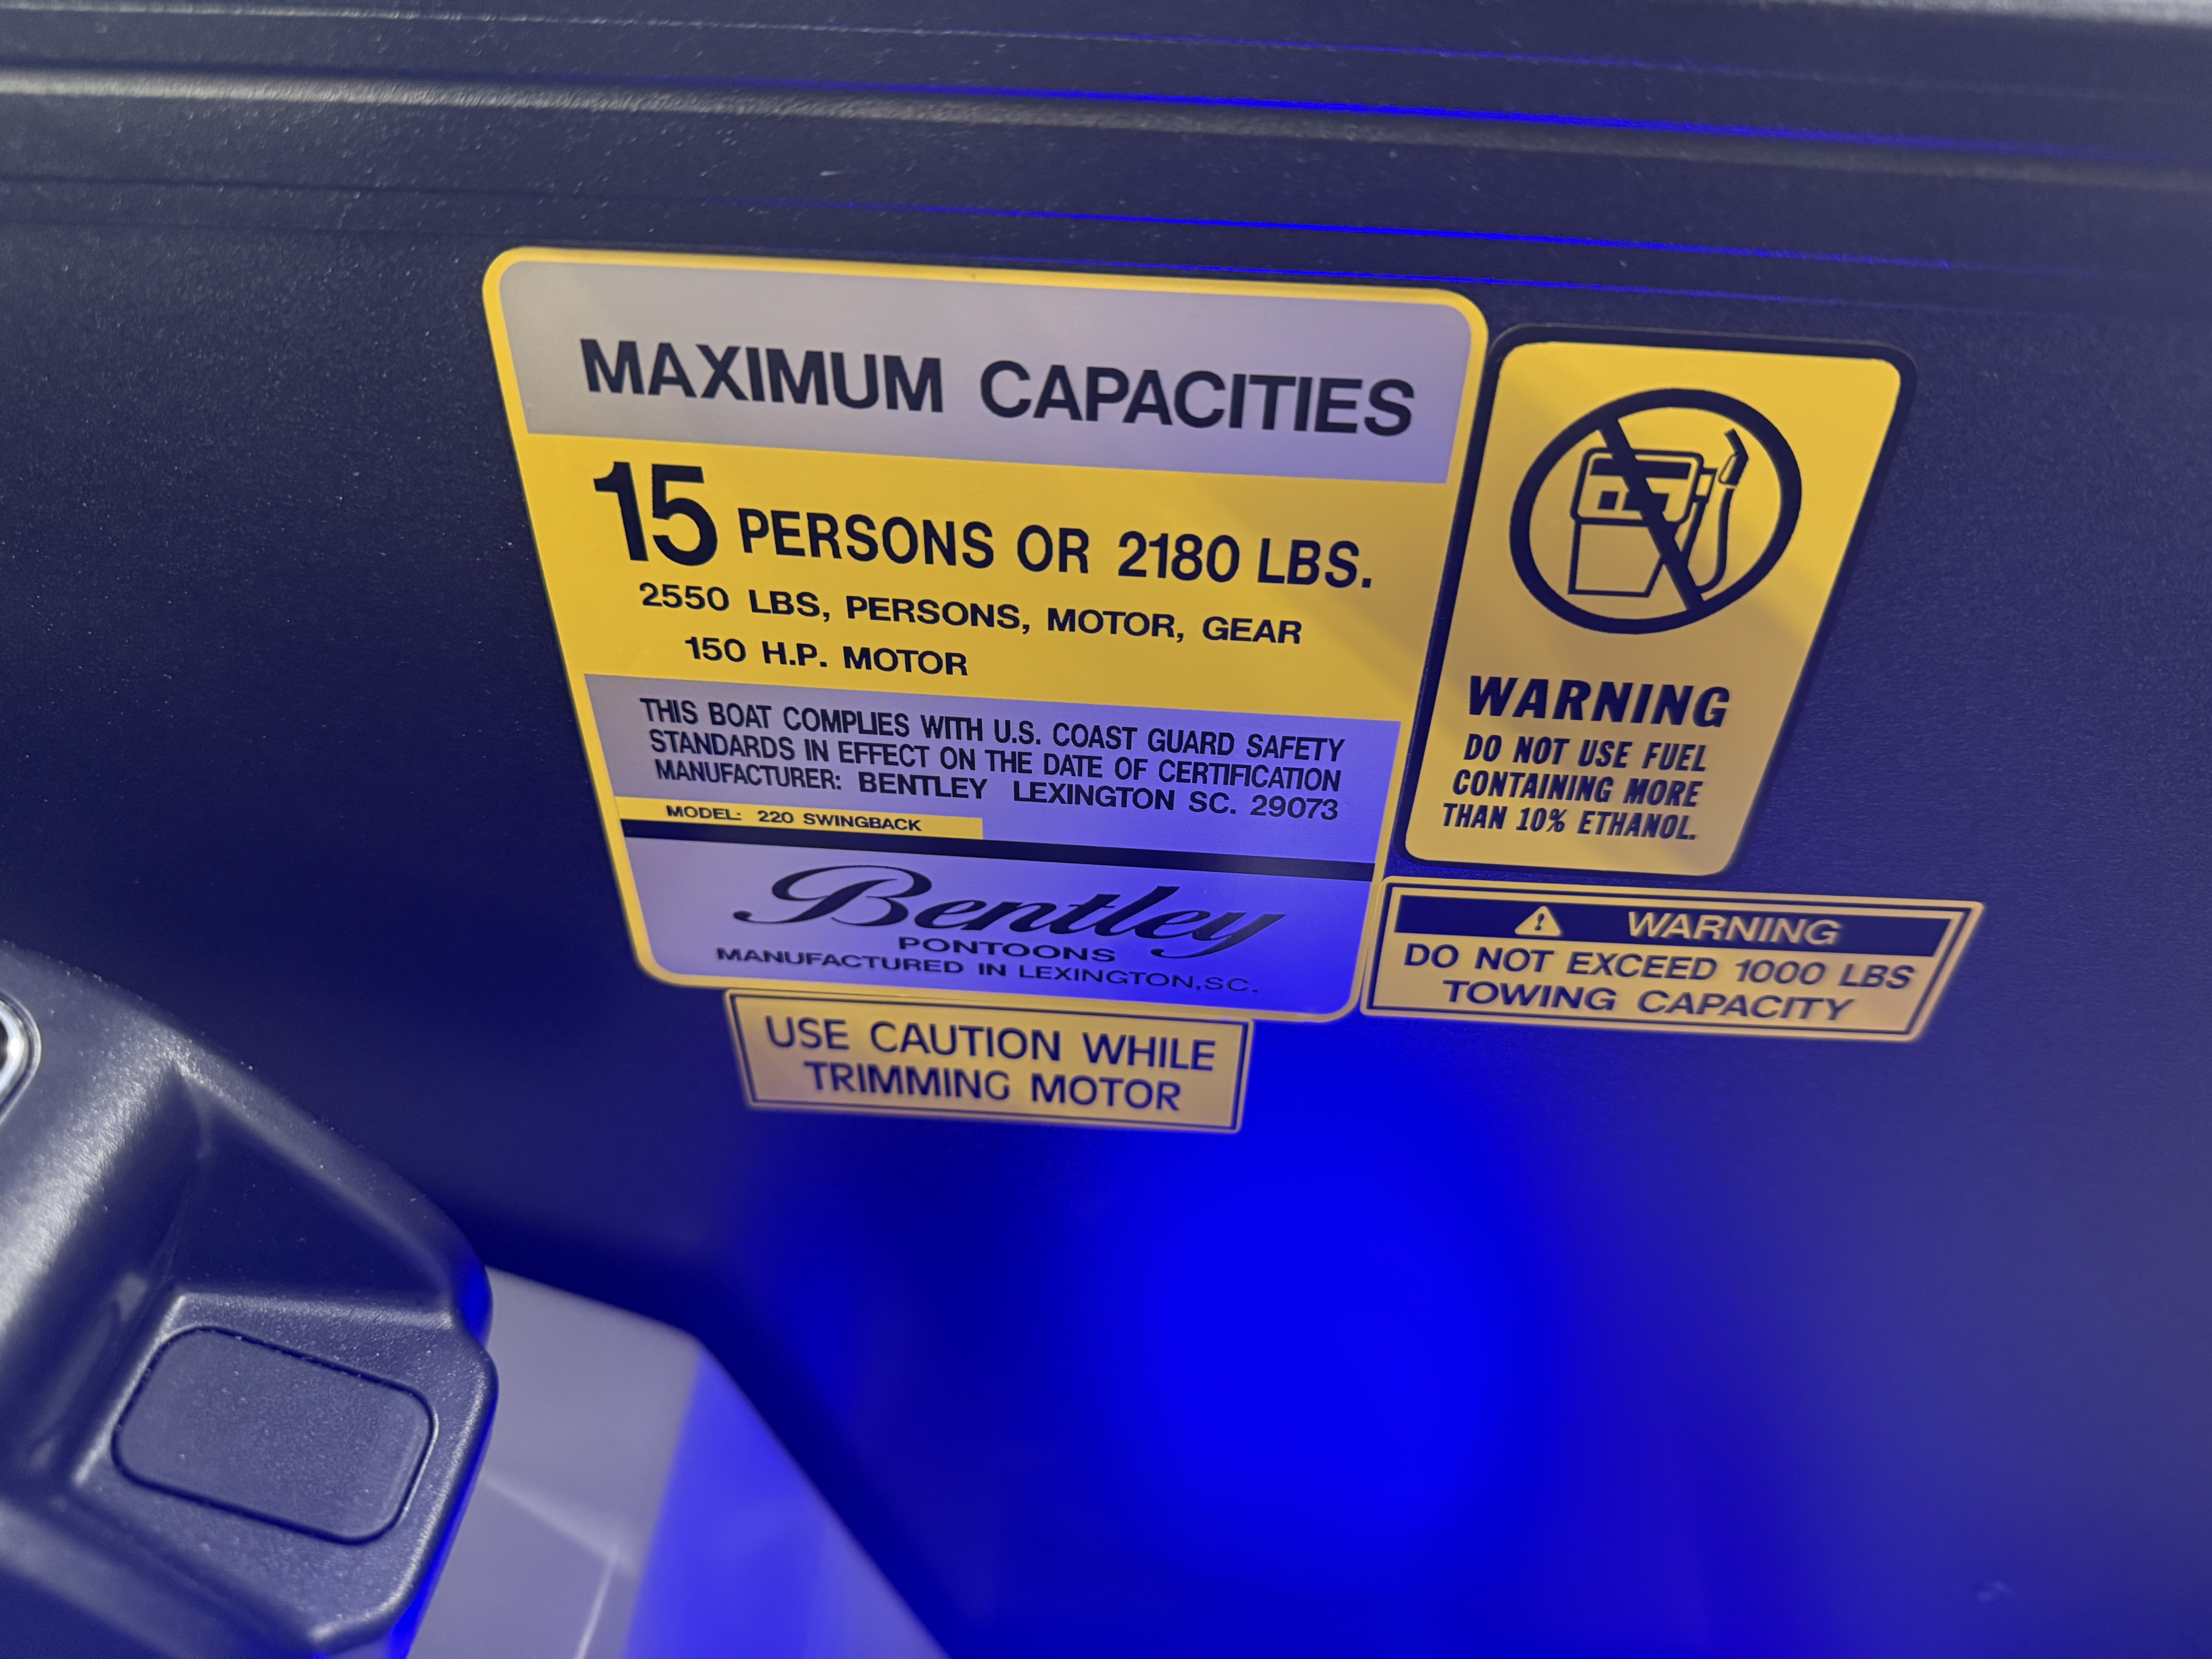 MAXIMUM CAPACITIES
15 PERSONS OR 2180 LBS.
2550 LBS, PERSONS, MOTOR, GEAR
150 H.P. MOTOR
THIS BOAT COMPLIES WITH U.S. COAST GUARD SAFETY
STANDARDS IN EFFECT ON THE DATE OF CERTIFICATION
MANUFACTURER: BENTLEY LEXINGTON SC. 29073
MODEL: 220 SWINGBACK
Bentley
PONTOONS
MANUFACTURED IN LEXINGTON,SC.
WARNING
DO NOT USE FUEL
CONTAINING MORE
THAN 10% ETHANOL.
WARNING
DO NOT EXCEED 1000 LBS
TOWING CAPACITY
USE CAUTION WHILE
TRIMMING MOTOR